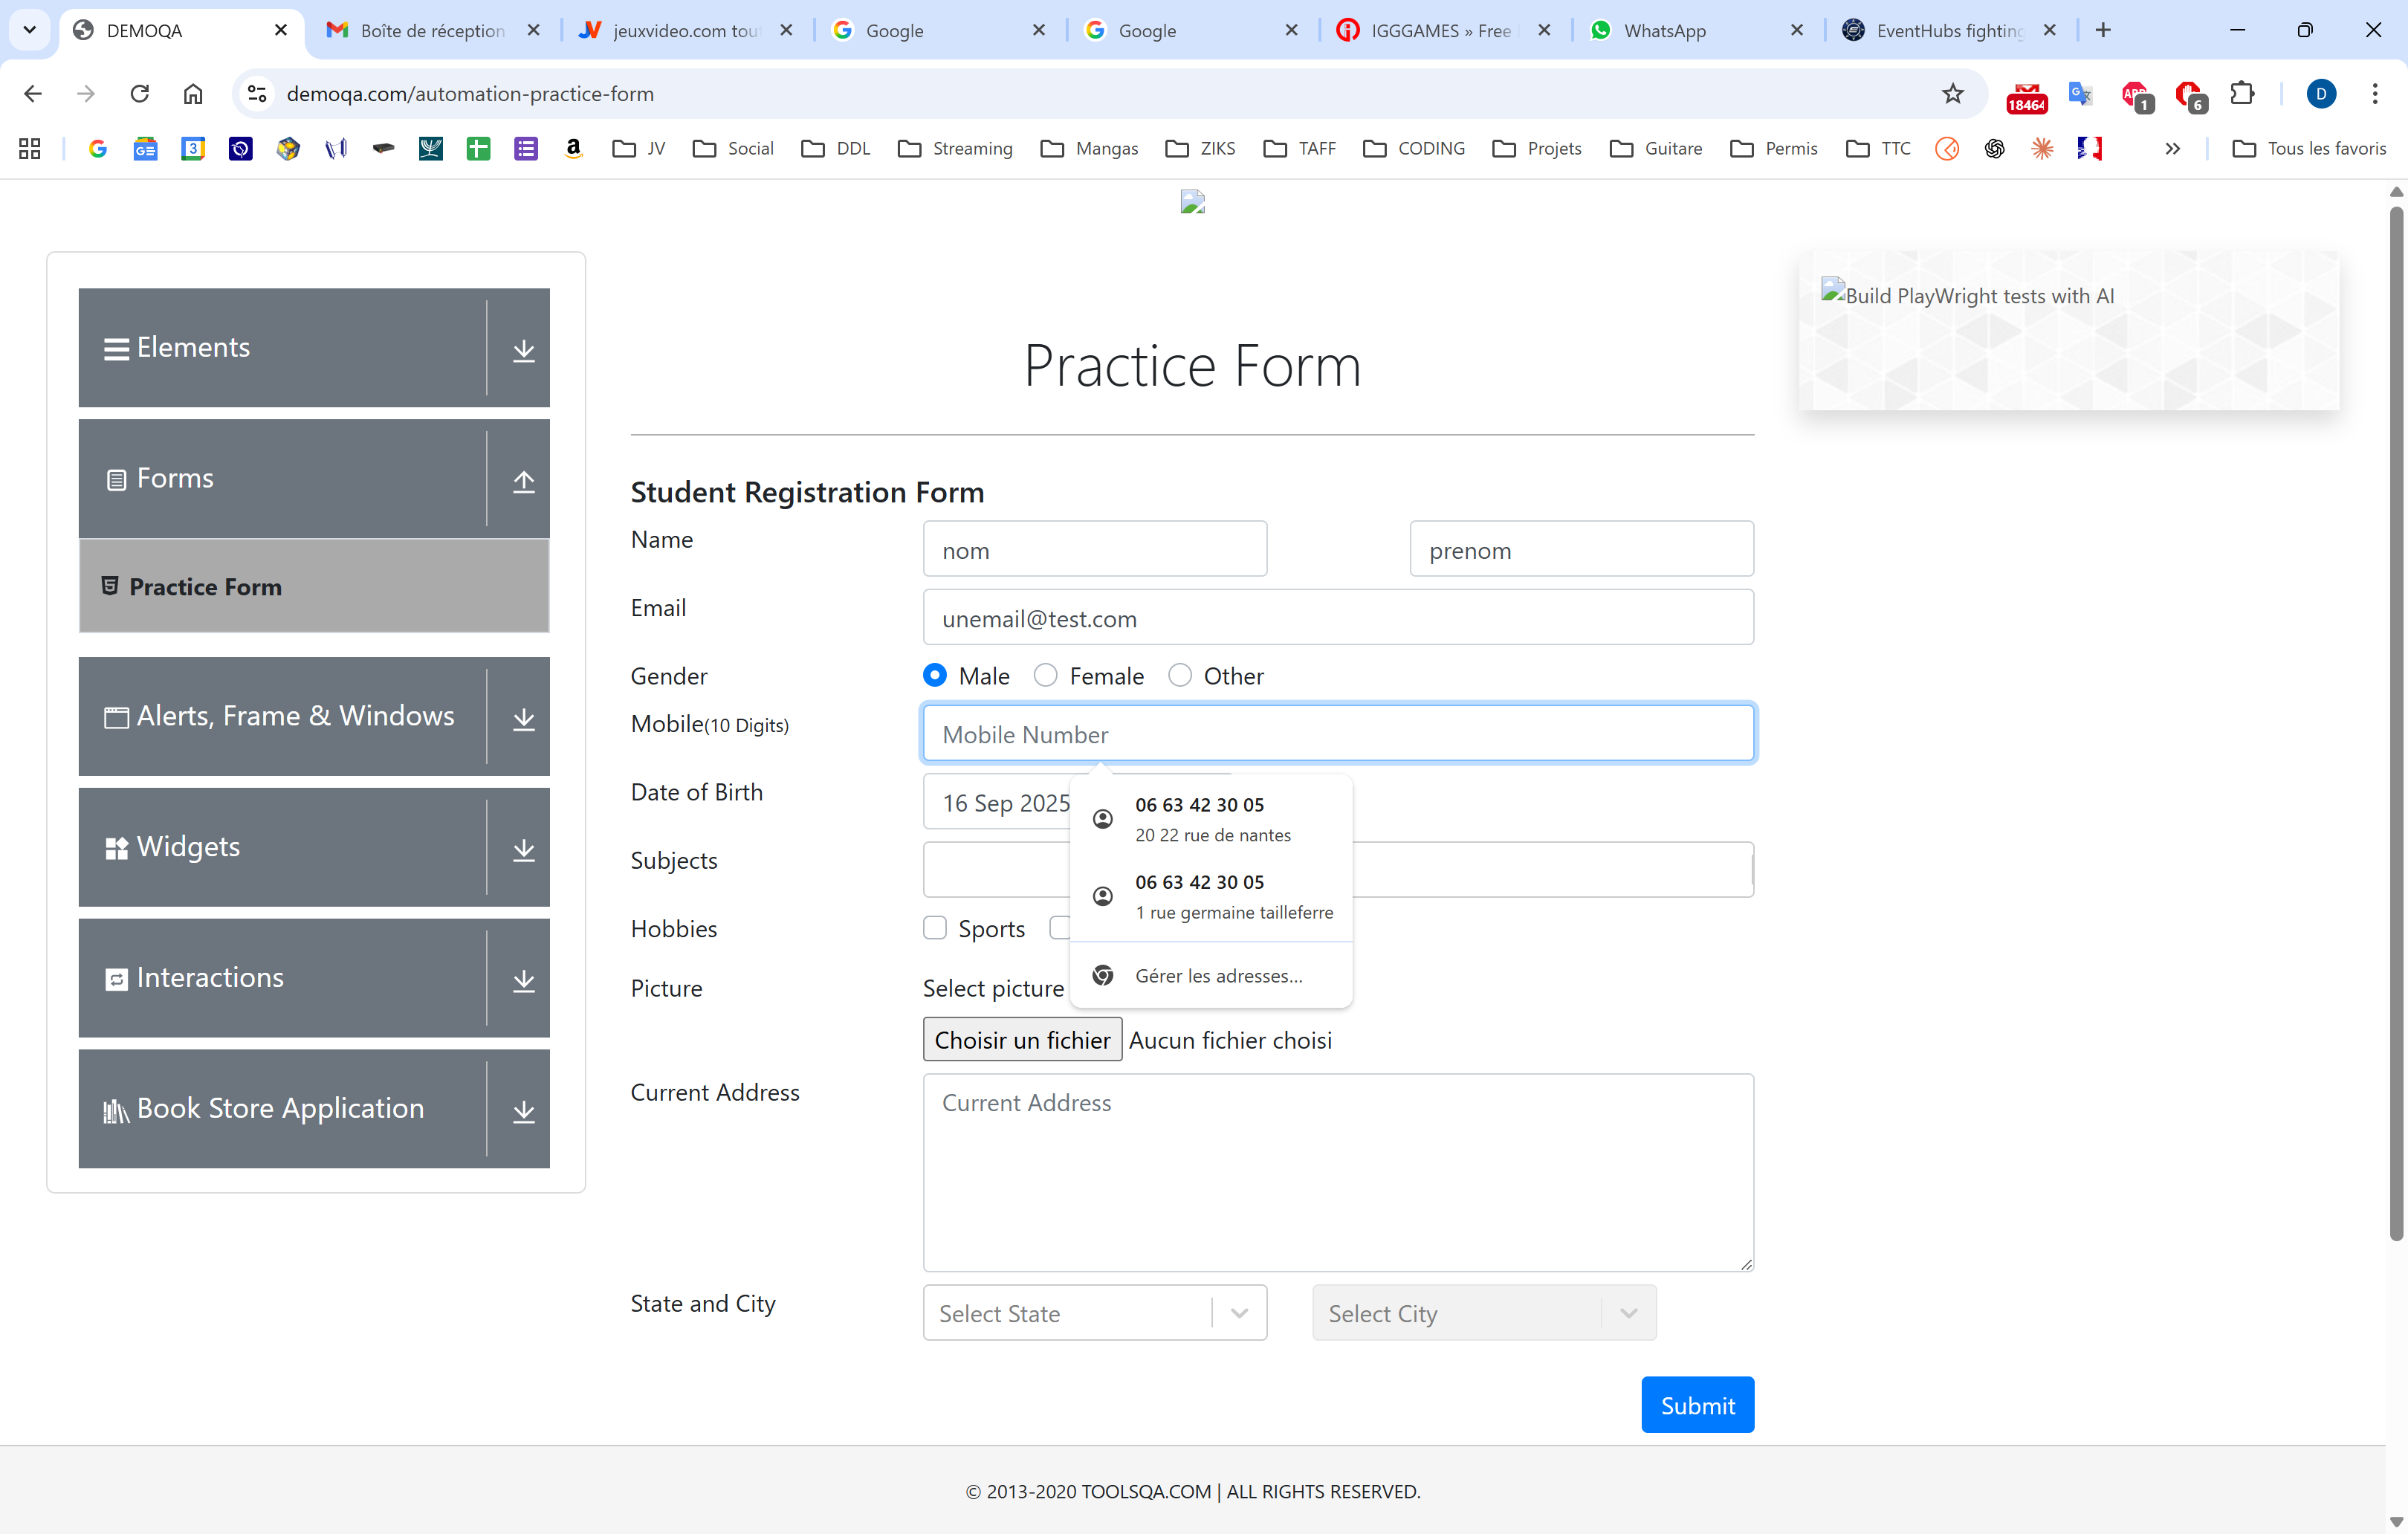 DEMOQA
Boîte de réception
jeuxvideo.com tou
Google
Google
IGGGAMES » Free
WhatsApp
EventHubs fighting
demoqa.com/automation-practice-form
18464
ABP
1
6
D
3
JV
Social
DDL
Streaming
Mangas
ZIKS
TAFF
CODING
Projets
Guitare
Permis
TTC
Tous les favoris
Elements
Forms
Practice Form
Alerts, Frame & Windows
Widgets
Interactions
Book Store Application
Practice Form
Student Registration Form
Name
nom
prenom
Email
unemail@test.com
Gender
Male
Female
Other
Mobile(10 Digits)
Mobile Number
Date of Birth
16 Sep 2025
06 63 42 30 05
20 22 rue de nantes
06 63 42 30 05
1 rue germaine tailleferre
Gérer les adresses...
Subjects
Hobbies
Sports
Picture
Select picture
Choisir un fichier Aucun fichier choisi
Current Address
Current Address
State and City
Select State
Select City
Submit
© 2013-2020 TOOLSQA.COM | ALL RIGHTS RESERVED.
Build PlayWright tests with AI